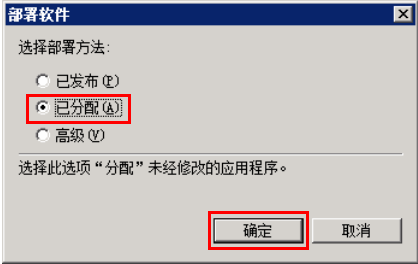 部署软件
选择部署方法:
已发布(P)
已分配(A)
高级(V)
选择此选项“分配”未经修改的应用程序。
确定 取消